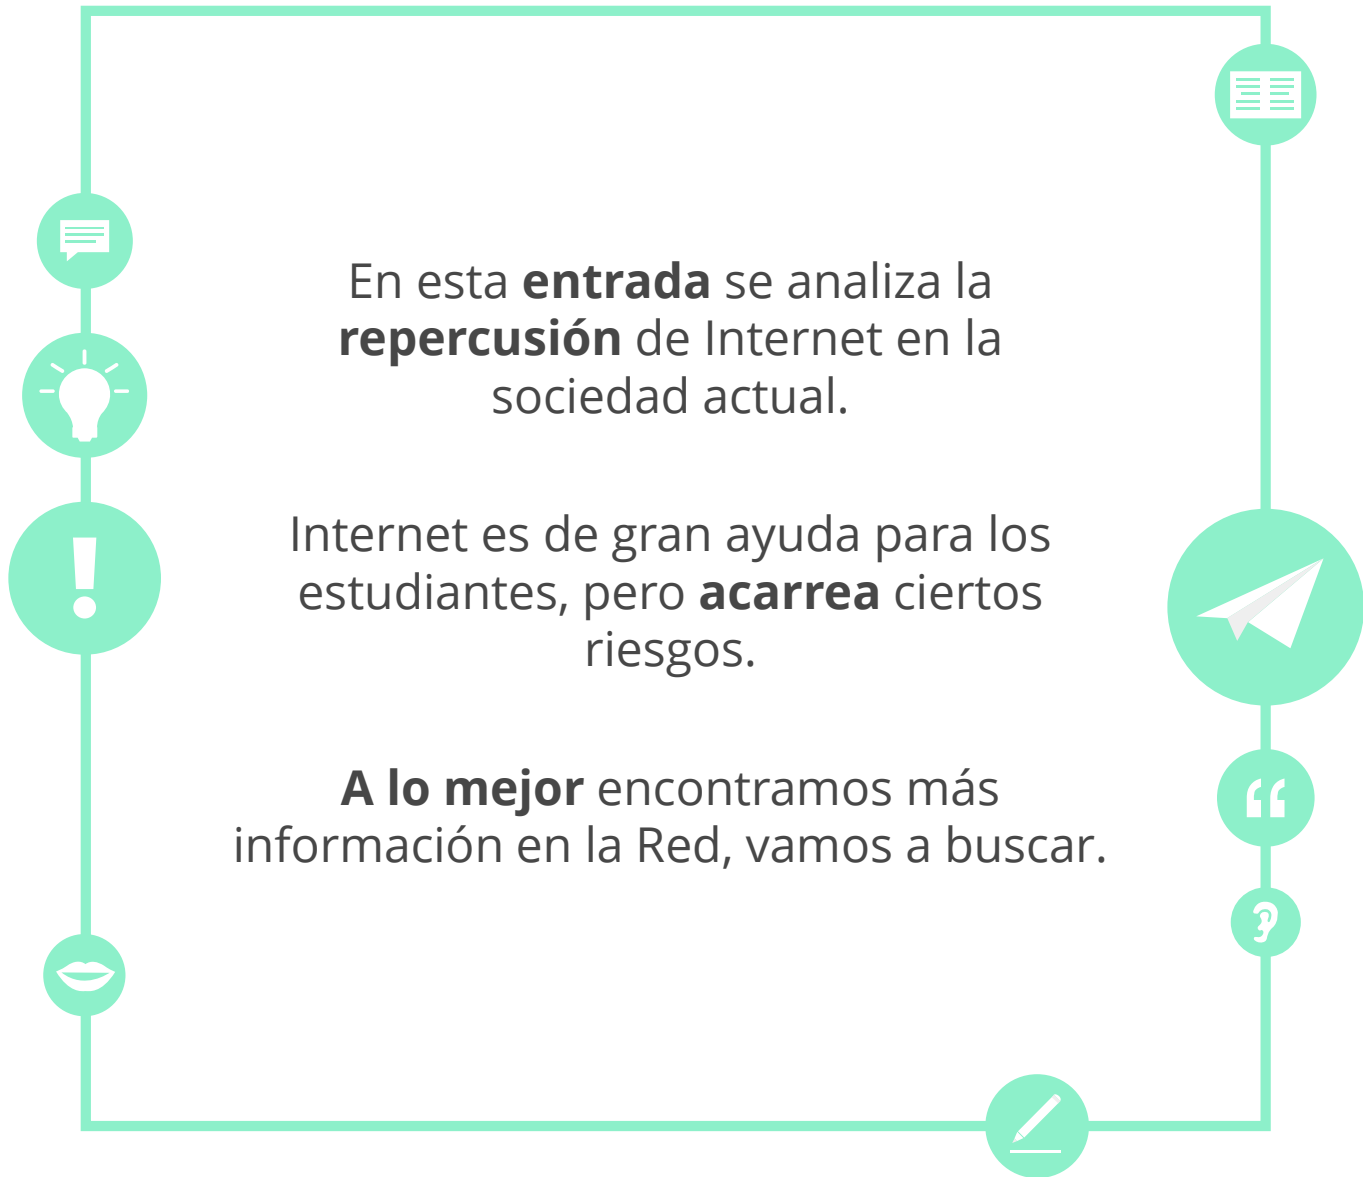 En esta entrada se analiza la
repercusión de Internet en la
sociedad actual.
Internet es de gran ayuda para los
estudiantes, pero acarrea ciertos
riesgos.
A lo mejor encontramos más
información en la Red, vamos a buscar.